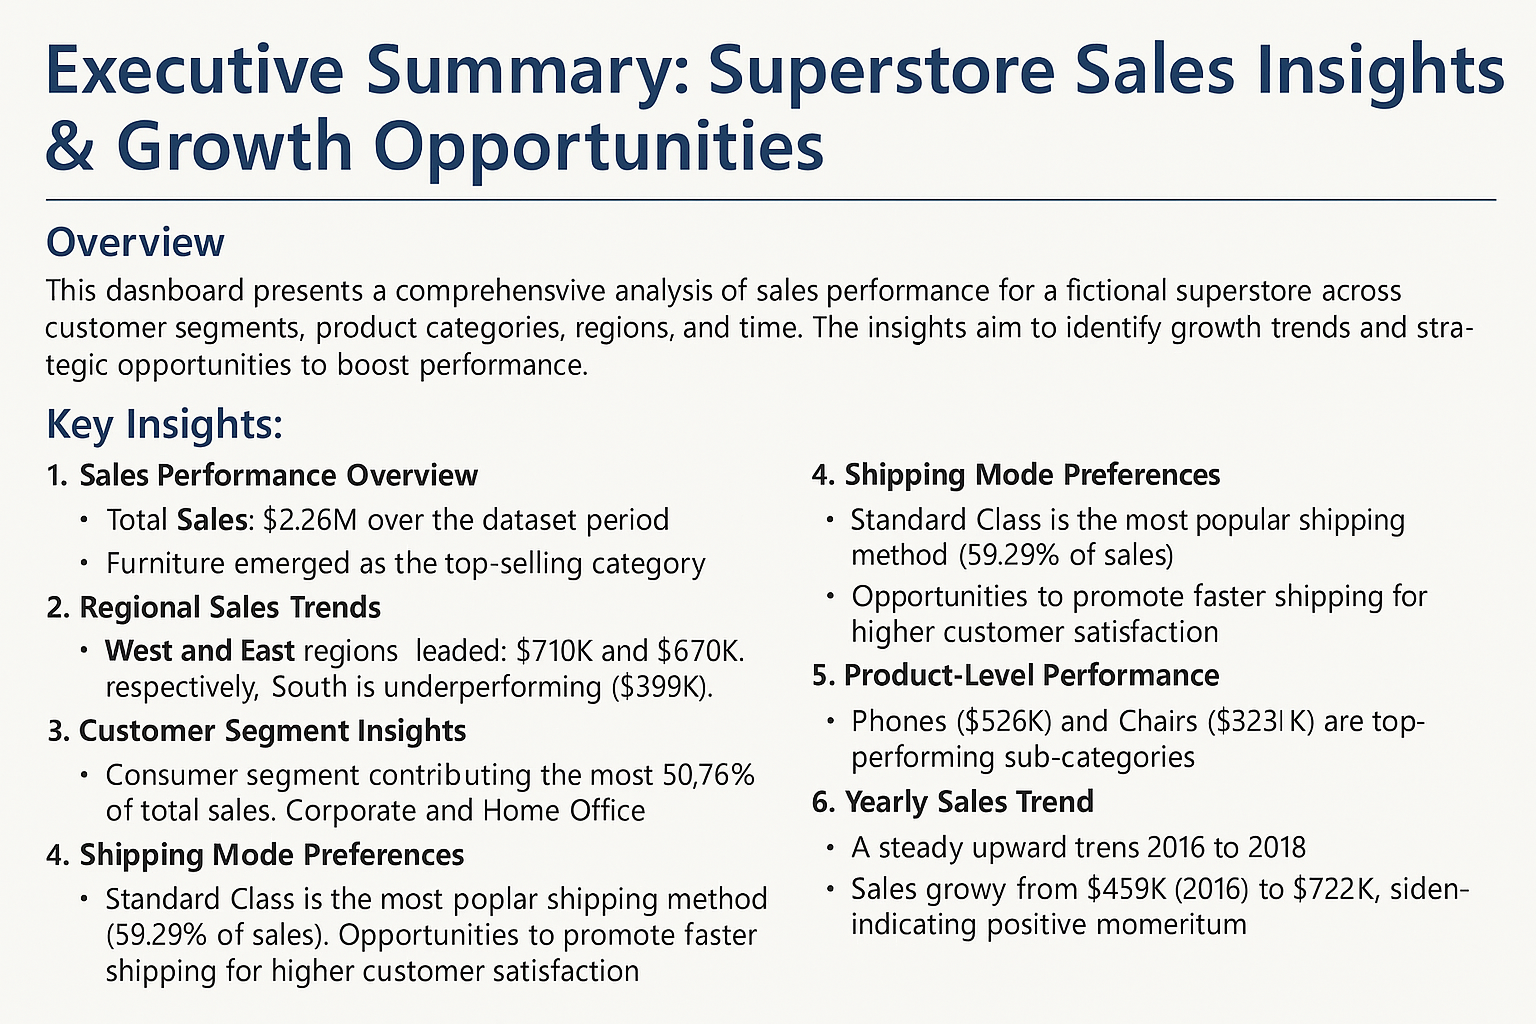 Executive Summary: Superstore Sales Insights
& Growth Opportunities
Overview
This dasnboard presents a comprehensvive analysis of sales performance for a fictional superstore across
customer segments, product categories, regions, and time. The insights aim to identify growth trends and stra-
tegic opportunities to boost performance.
Key Insights:
1. Sales Performance Overview
• Total Sales: $2.26M over the dataset period
• Furniture emerged as the top-selling category
2. Regional Sales Trends
• West and East regions leaded: $710K and $670K.
respectively, South is underperforming ($399K).
3. Customer Segment Insights
• Consumer segment contributing the most 50,76%
of total sales. Corporate and Home Office
4. Shipping Mode Preferences
• Standard Class is the most poplar shipping method
(59.29% of sales). Opportunities to promote faster
shipping for higher customer satisfaction
4. Shipping Mode Preferences
• Standard Class is the most popular shipping
method (59.29% of sales)
• Opportunities to promote faster shipping for
higher customer satisfaction
5. Product-Level Performance
• Phones ($526K) and Chairs ($323l K) are top-
performing sub-categories
6. Yearly Sales Trend
• A steady upward trens 2016 to 2018
• Sales growy from $459K (2016) to $722K, siden-
indicating positive momeritum